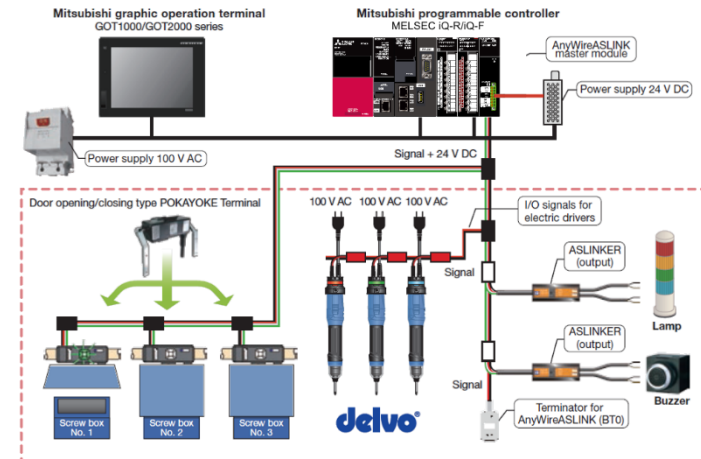 Mitsubishi graphic operation terminal
GOT1000/GOT2000 series
Mitsubishi programmable controller
MELSEC iQ-R/iQ-F
AnyWireASLINK
master module
Power supply 24 V DC
Power supply 100 V AC
Signal + 24 V DC
Door opening/closing type POKAYOKE Terminal
100 V AC
100 V AC
100 V AC
I/O signals for
electric drivers
Signal
ASLINKER
(output)
Lamp
ASLINKER
(output)
Signal
Buzzer
Terminator for
AnyWireASLINK (BT0)
Screw box
No. 1
Screw box
No. 2
Screw box
No. 3
delvo®